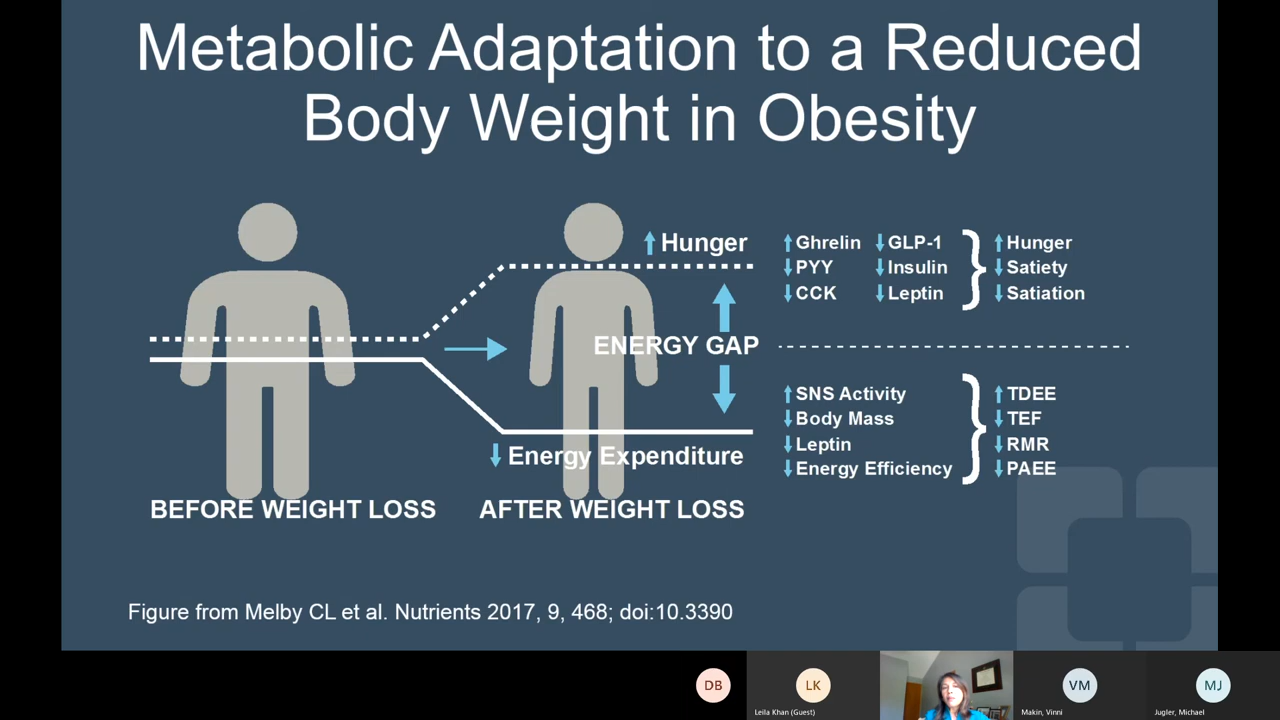 Metabolic Adaptation to a Reduced
Body Weight in Obesity
↑ Hunger
ENERGY GAP
↓ Energy Expenditure
BEFORE WEIGHT LOSS
AFTER WEIGHT LOSS
↑ Ghrelin ↓ GLP-1
↓ PYY ↓ Insulin
↓ CCK ↓ Leptin
↑ Hunger
↓ Satiety
↓ Satiation
↑ SNS Activity
↓ Body Mass
↓ Leptin
↓ Energy Efficiency
↑ TDEE
↓ TEF
↓ RMR
↓ PAEE
Figure from Melby CL et al. Nutrients 2017, 9, 468; doi:10.3390
DB
LK
Leila Khan (Guest)
VM
Makin, Vinni
MJ
Jugler, Michael